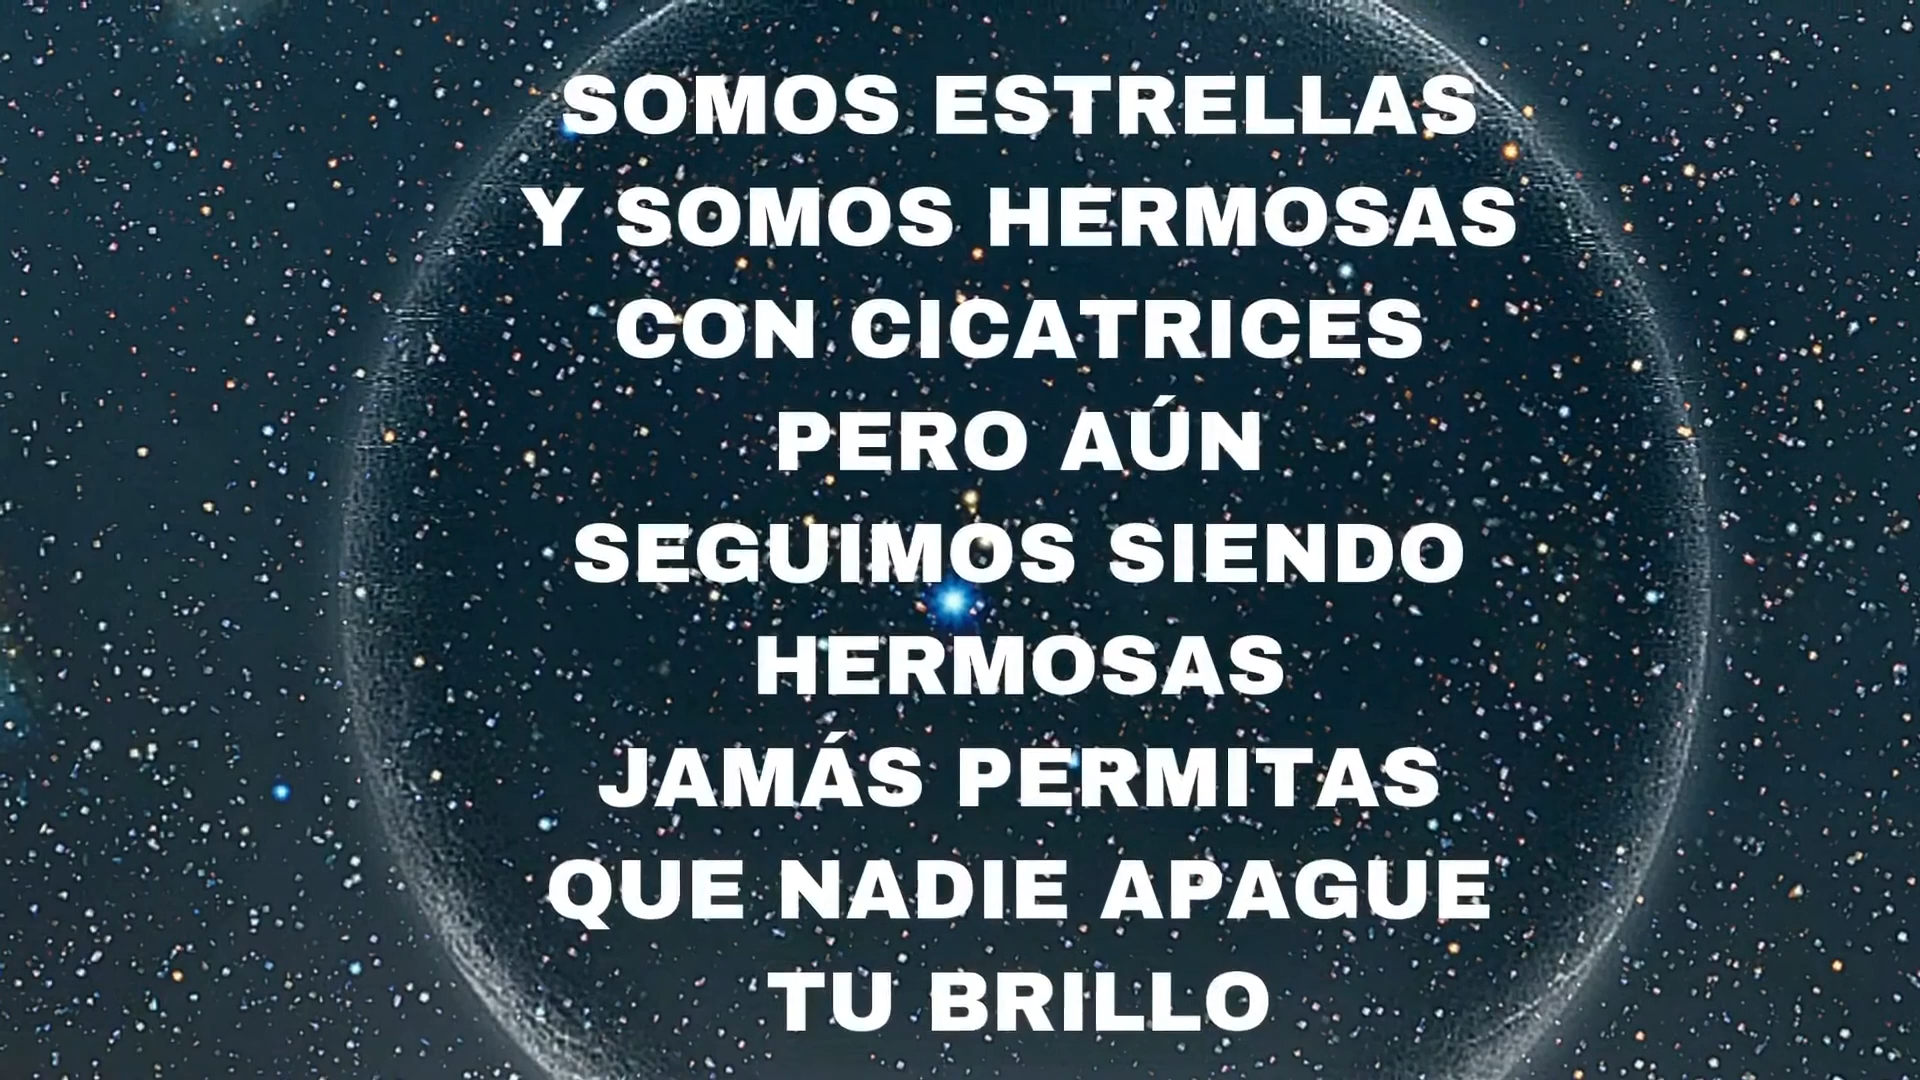 SOMOS ESTRELLAS
Y SOMOS HERMOSAS
CON CICATRICES
PERO AÚN
SEGUIMOS SIENDO
HERMOSAS
JAMÁS PERMITAS
QUE NADIE APAGUE
TU BRILLO